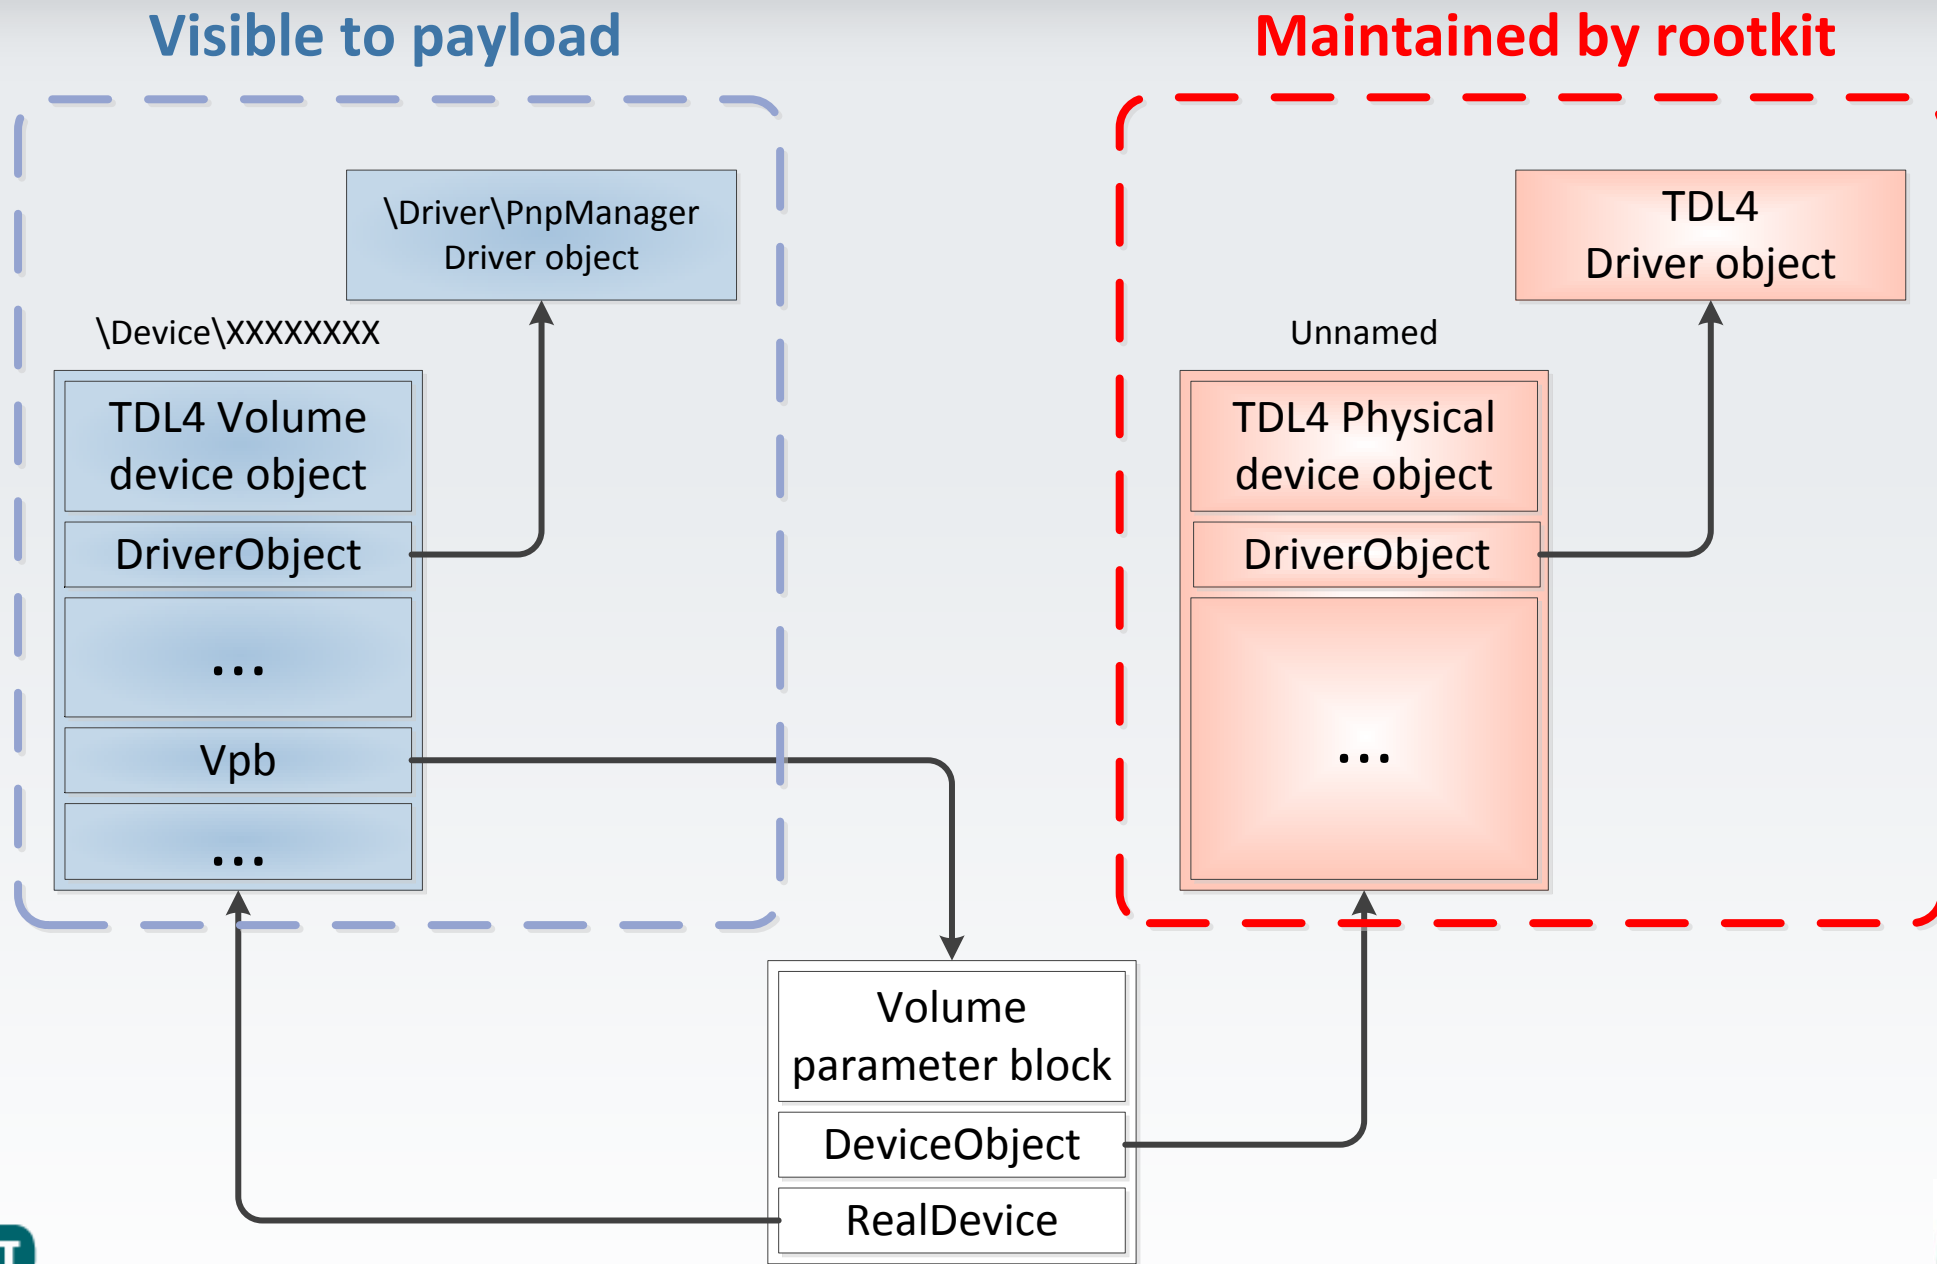 Visible to payload
Maintained by rootkit
\Driver\PnpManager
Driver object
\Device\XXXXXXXX
TDL4 Volume
device object
DriverObject
...
Vpb
...
TDL4
Driver object
Unnamed
TDL4 Physical
device object
DriverObject
...
Volume
parameter block
DeviceObject
RealDevice